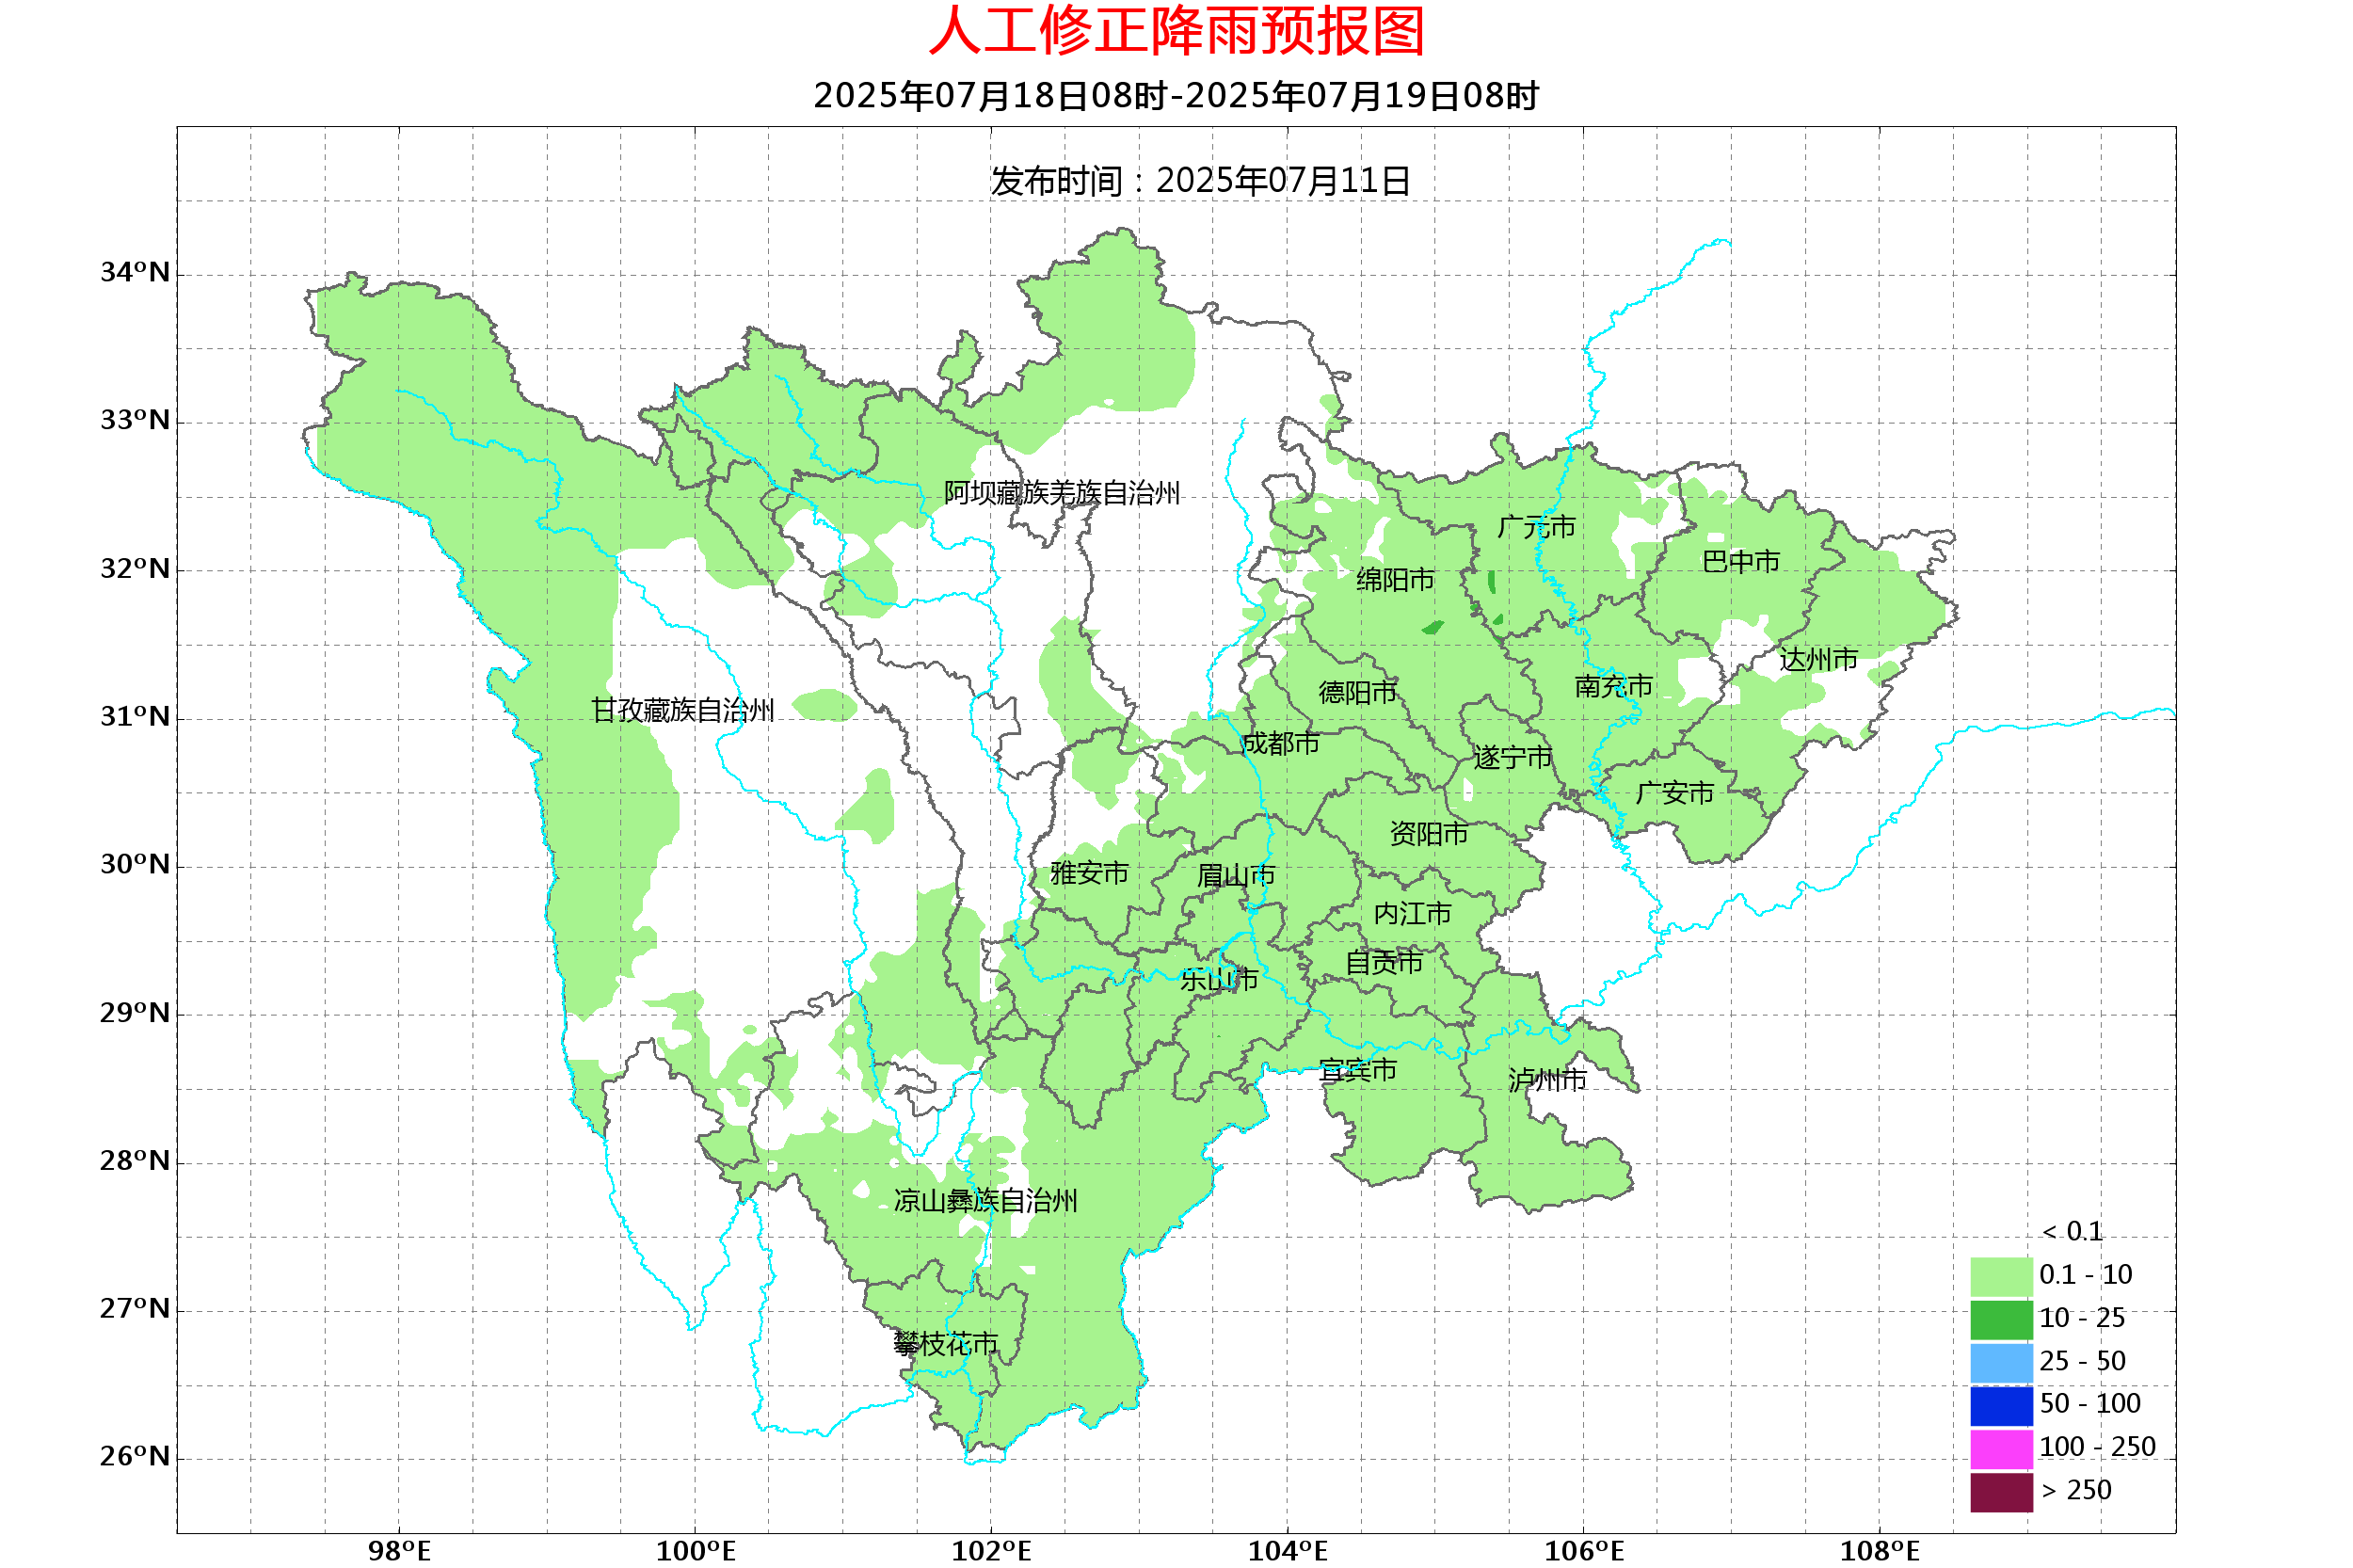 人工修正降雨预报图
2025年07月18日08时-2025年07月19日08时
发布时间：2025年07月11日
34°N
33°N
阿坝藏族羌族自治州
广元市
巴中市
32°N
绵阳市
达州市
南充市
德阳市
31°N
甘孜藏族自治州
成都市
遂宁市
广安市
资阳市
30°N
雅安市
眉山市
内江市
自贡市
乐山市
29°N
宜宾市
泸州市
28°N
凉山彝族自治州
< 0.1
0.1 - 10
27°N
10 - 25
攀枝花市
25 - 50
50 - 100
26°N
100 - 250
> 250
98°E
100°E
102°E
104°E
106°E
108°E